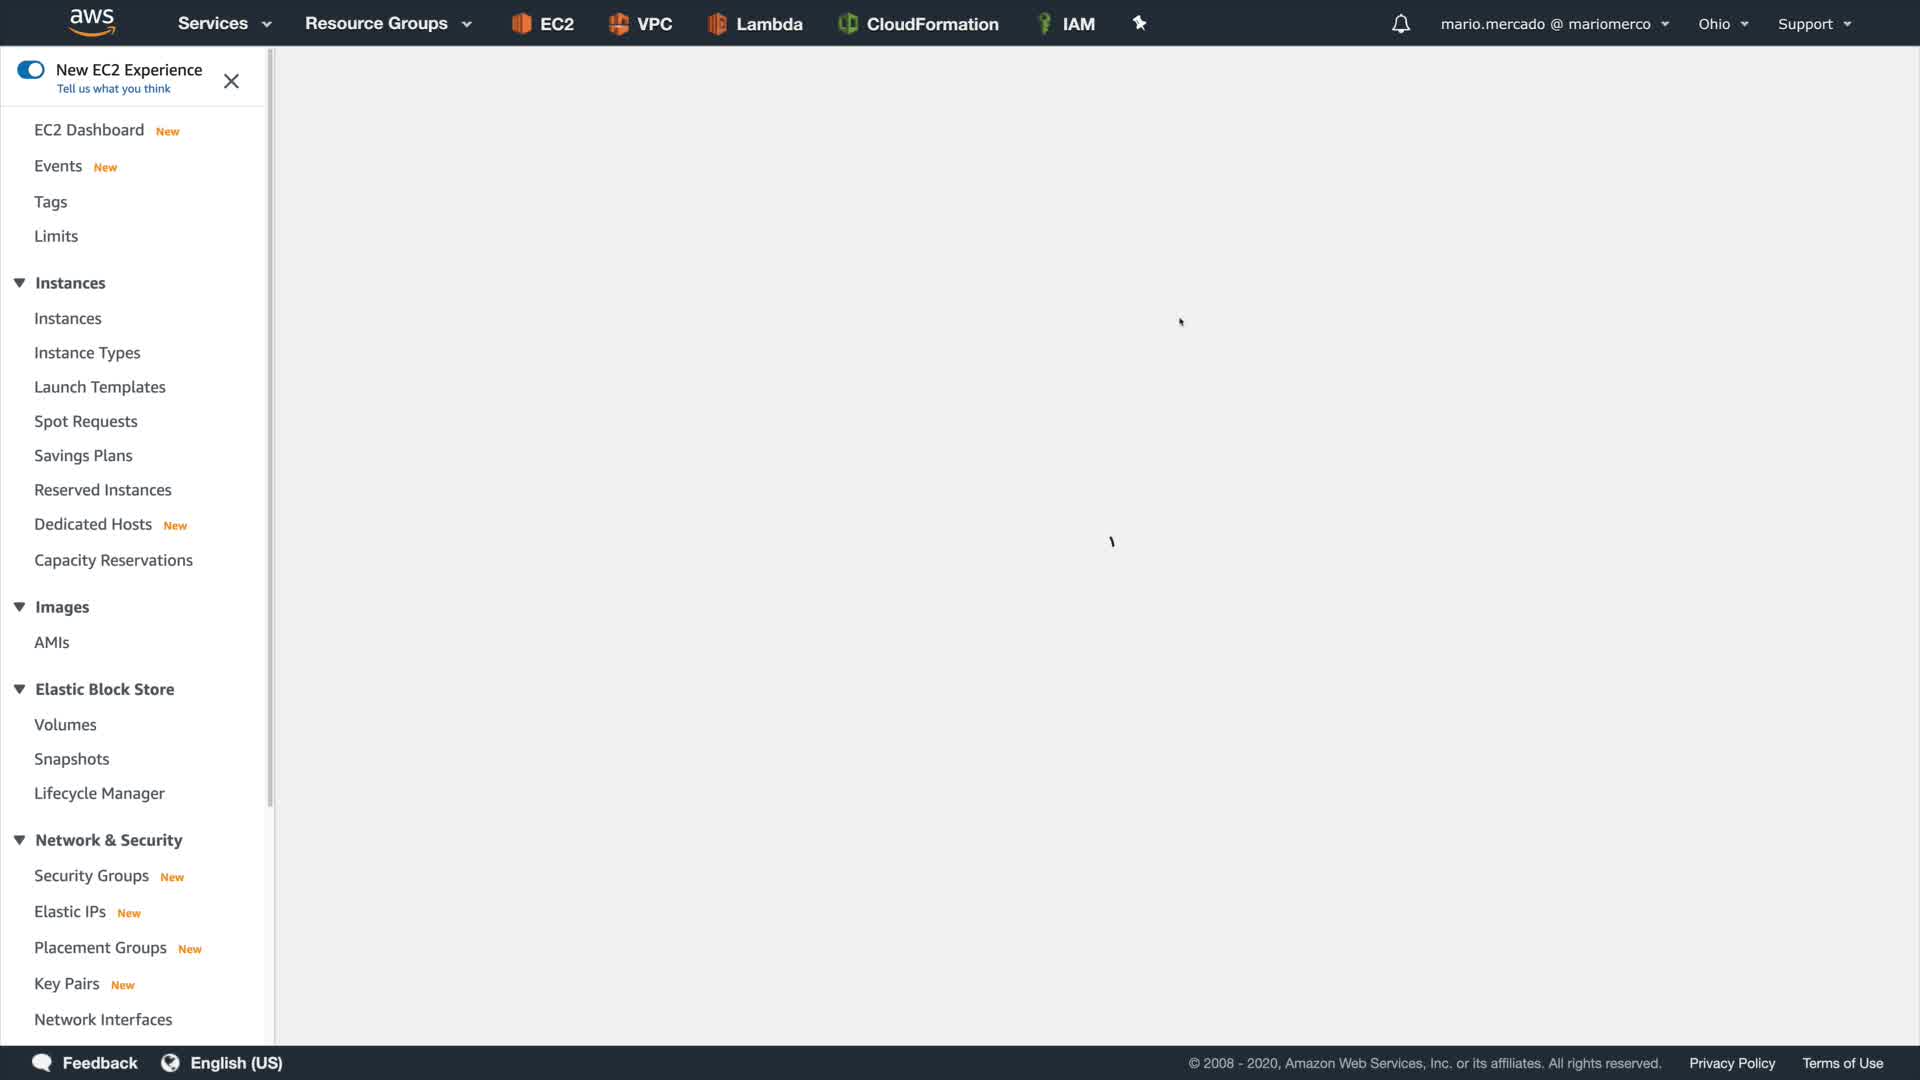 aws Services Resource Groups EC2 VPC Lambda CloudFormation IAM mario.mercado @ mariomerco Ohio Support
New EC2 Experience
Tell us what you think
EC2 Dashboard New
Events New
Tags
Limits
Instances
Instances
Instance Types
Launch Templates
Spot Requests
Savings Plans
Reserved Instances
Dedicated Hosts New
Capacity Reservations
Images
AMIs
Elastic Block Store
Volumes
Snapshots
Lifecycle Manager
Network & Security
Security Groups New
Elastic IPs New
Placement Groups New
Key Pairs New
Network Interfaces
Feedback English (US) © 2008 - 2020, Amazon Web Services, Inc. or its affiliates. All rights reserved. Privacy Policy Terms of Use